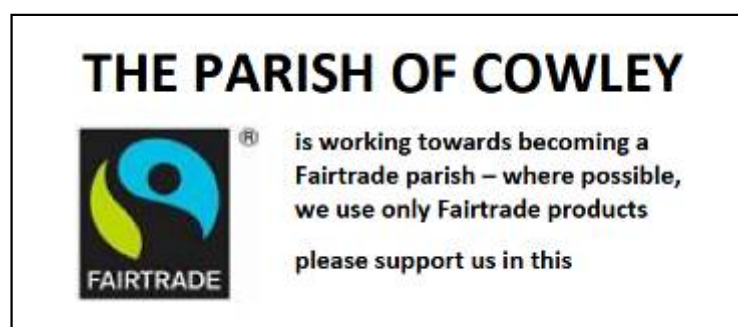 THE PARISH OF COWLEY
®
is working towards becoming a
Fairtrade parish – where possible,
we use only Fairtrade products
please support us in this
FAIRTRADE